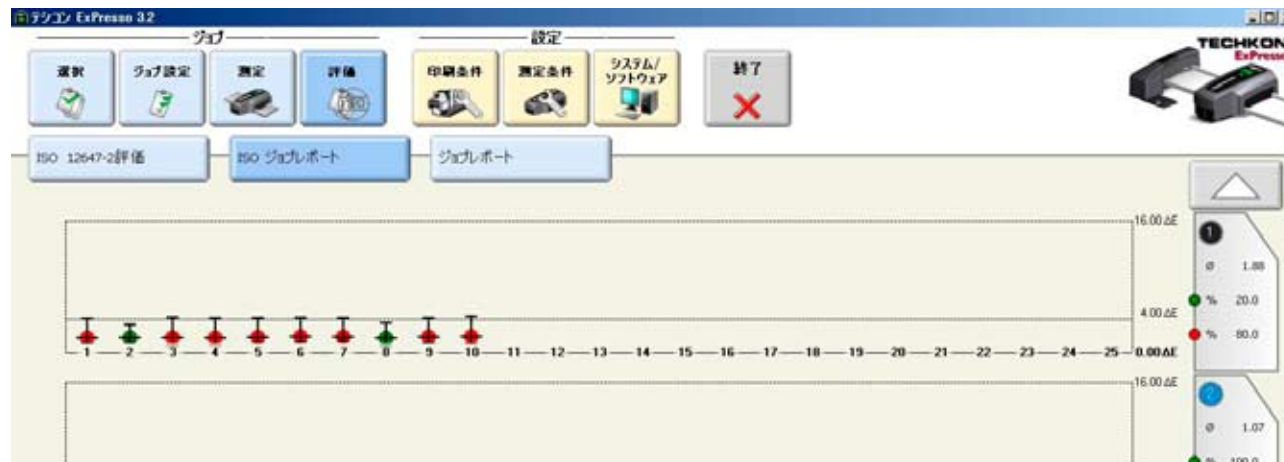 テシコン ExPresso 3.2
ジョブ
設定
選択
ジョブ設定
測定
評価
印刷条件
測定条件
システム/
ソフトウェア
終了
TECHKON
ExPresso
ISO 12647-2評価
ISO ジョブレポート
ジョブレポート
16.00 ΔE
4.00 ΔE
1 2 3 4 5 6 7 8 9 10 11 12 13 14 15 16 17 18 19 20 21 22 23 24 25 0.00 ΔE
1
Ø 1.88
% 20.0
% 80.0
16.00 ΔE
2
Ø 1.07
% 100.0